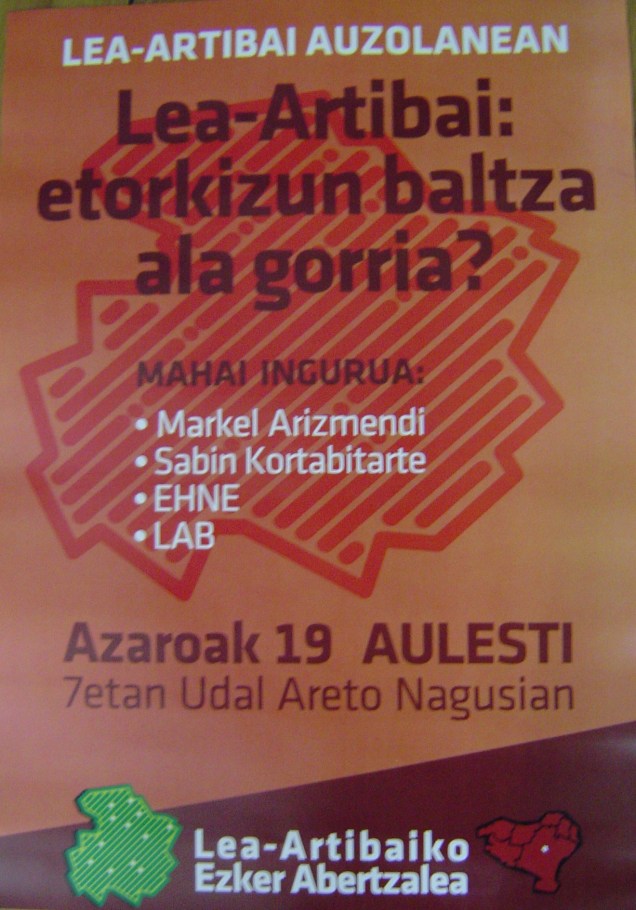 LEA-ARTIBAI AUZOLANEAN
Lea-Artibai:
etorkizun baltza
ala gorria?
MAHAI INGURUA:
• Markel Arizmendi
• Sabin Kortabitarte
• EHNE
• LAB
Azaroak 19 AULESTI
7etan Udal Areto Nagusian
Lea-Artibaiko
Ezker Abertzalea